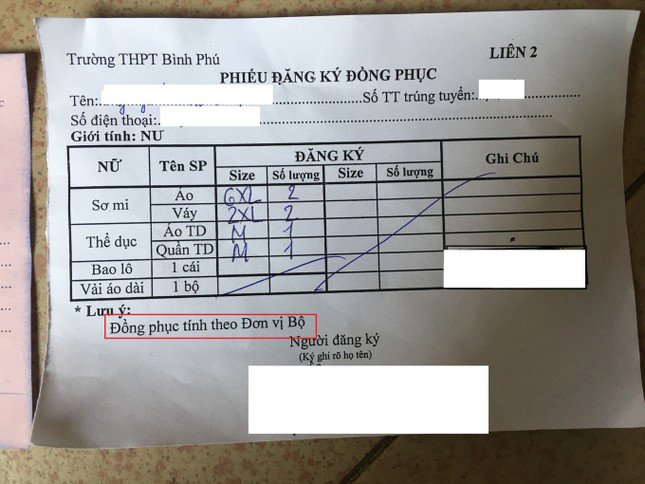 Trường THPT Bình Phú
LIÊN 2
PHIẾU ĐĂNG KÝ ĐỒNG PHỤC
Tên: Số TT trúng tuyển:
Số điện thoại:
Giới tính: NỮ
NỮ Tên SP ĐĂNG KÝ Ghi Chú
Size Số lượng Size Số lượng
Sơ mi Áo 6XL 2
Váy 2XL 2
Thể dục Áo TD M 1
Quần TD M 1
Bao lô 1 cái
Vải áo dài 1 bộ
* Lưu ý:
Đồng phục tính theo Đơn vị Bộ
Người đăng ký
(Ký ghi rõ họ tên)